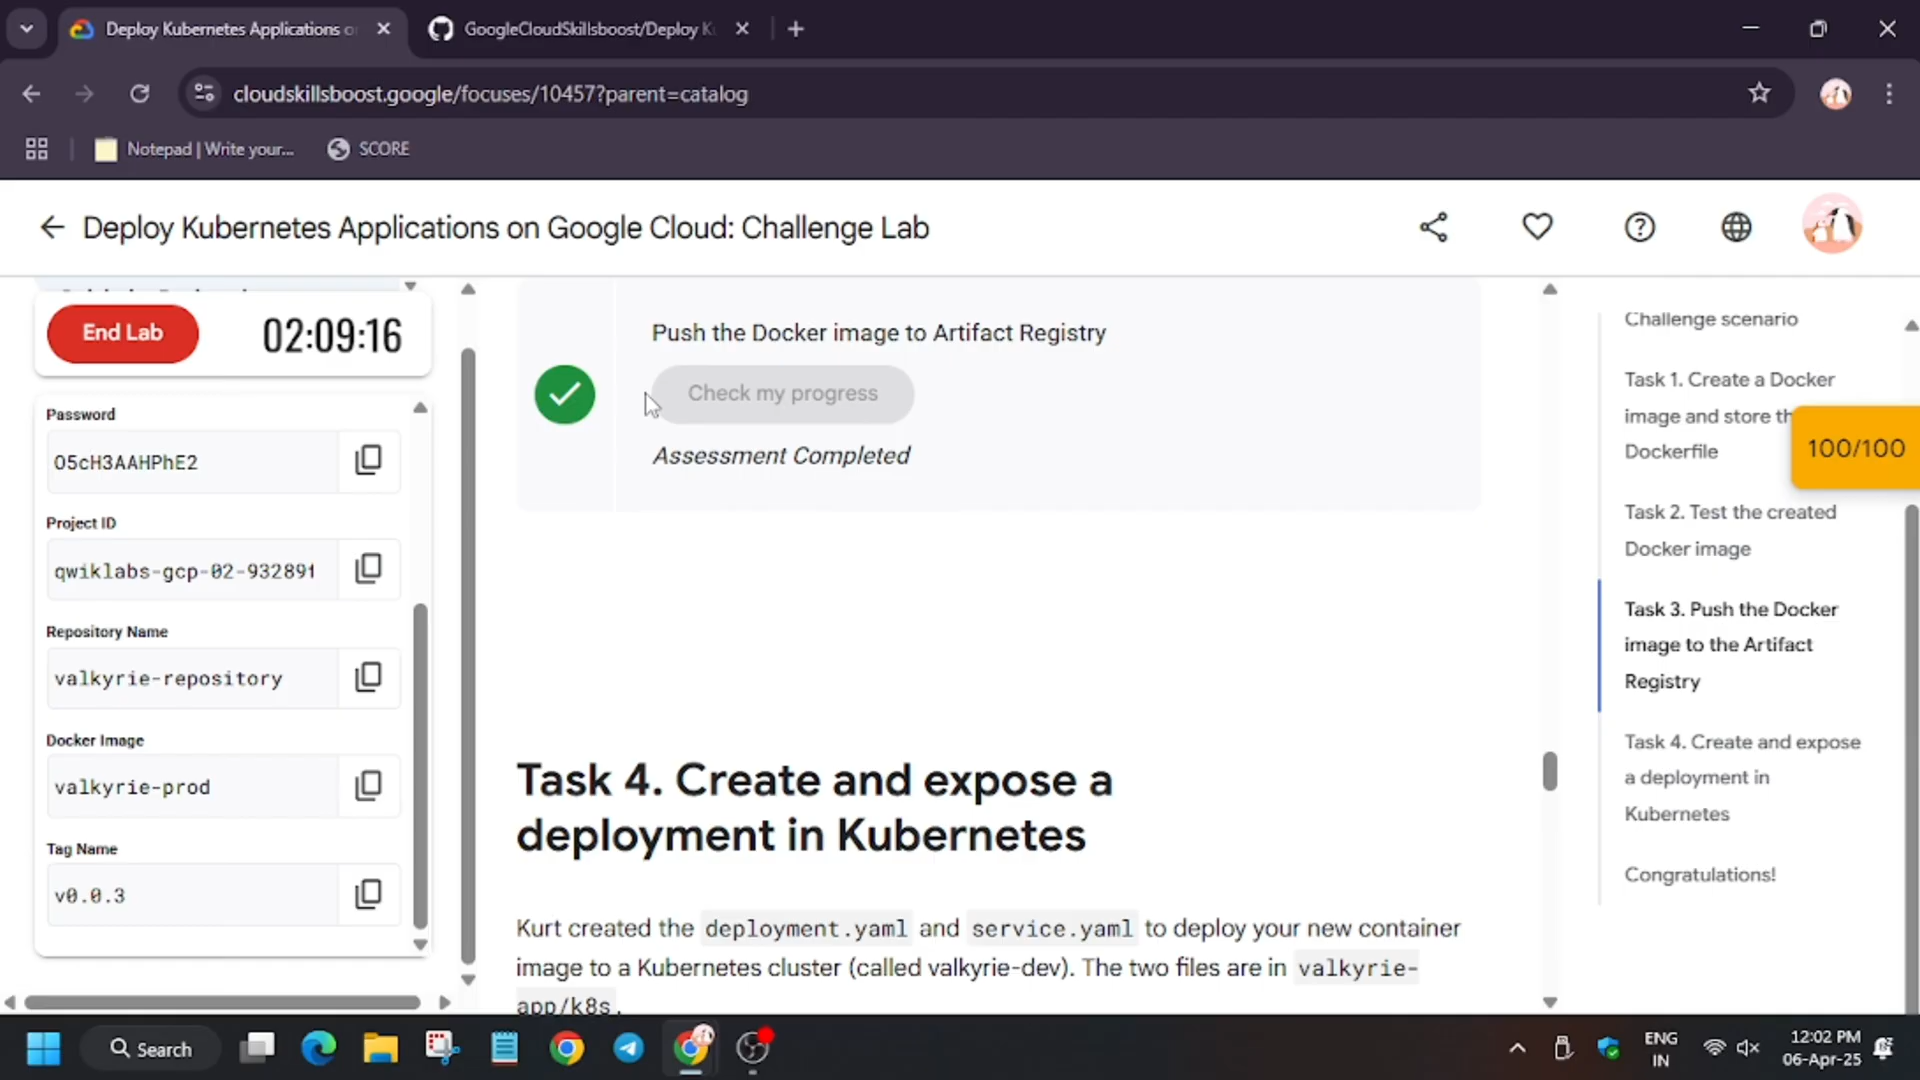 Deploy Kubernetes Applications o
GoogleCloudSkillsboost/Deploy K
cloudskillsboost.google/focuses/10457?parent=catalog
Notepad | Write your...
SCORE
Deploy Kubernetes Applications on Google Cloud: Challenge Lab
End Lab
02:09:16
Password
O5cH3AAHPhE2
Project ID
qwiklabs-gcp-02-93289f
Repository Name
valkyrie-repository
Docker Image
valkyrie-prod
Tag Name
v0.0.3
Push the Docker image to Artifact Registry
Check my progress
Assessment Completed
Task 4. Create and expose a
deployment in Kubernetes
Kurt created the deployment.yaml and service.yaml to deploy your new container
image to a Kubernetes cluster (called valkyrie-dev). The two files are in valkyrie-
app/k8s.
Challenge scenario
Task 1. Create a Docker
image and store th
Dockerfile
100/100
Task 2. Test the created
Docker image
Task 3. Push the Docker
image to the Artifact
Registry
Task 4. Create and expose
a deployment in
Kubernetes
Congratulations!
Search
ENG
IN
12:02 PM
06-Apr-25